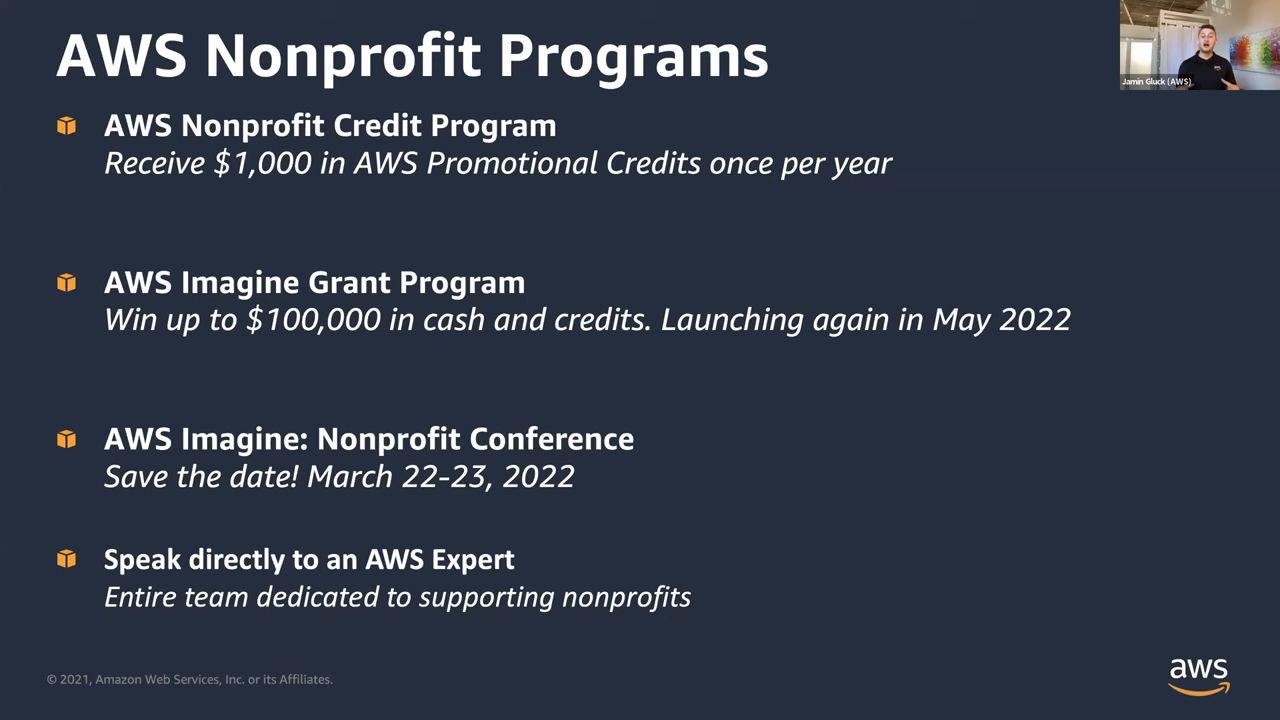 AWS Nonprofit Programs
Jamin Gluck (AWS)
AWS Nonprofit Credit Program
Receive $1,000 in AWS Promotional Credits once per year
AWS Imagine Grant Program
Win up to $100,000 in cash and credits. Launching again in May 2022
AWS Imagine: Nonprofit Conference
Save the date! March 22-23, 2022
Speak directly to an AWS Expert
Entire team dedicated to supporting nonprofits
© 2021, Amazon Web Services, Inc. or its Affiliates.
aws